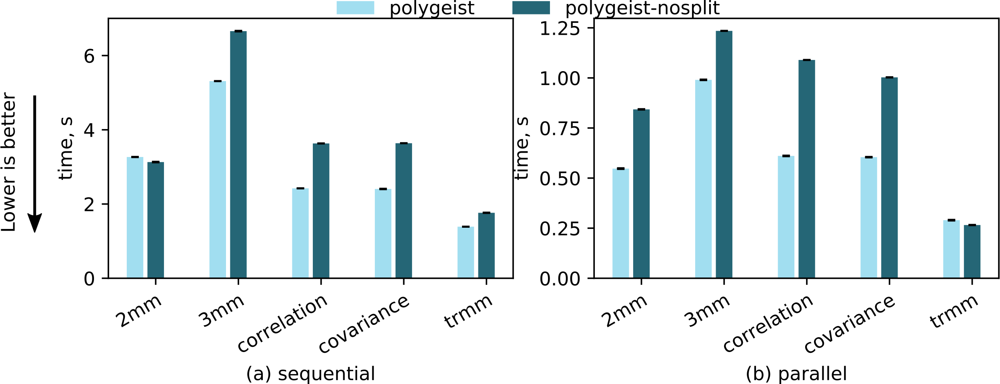 polygeist
polygeist-nosplit
Lower is better
time, s
6
4
2
0
2mm
3mm
correlation
covariance
trmm
(a) sequential
time, s
1.25
1.00
0.75
0.50
0.25
0.00
2mm
3mm
correlation
covariance
trmm
(b) parallel